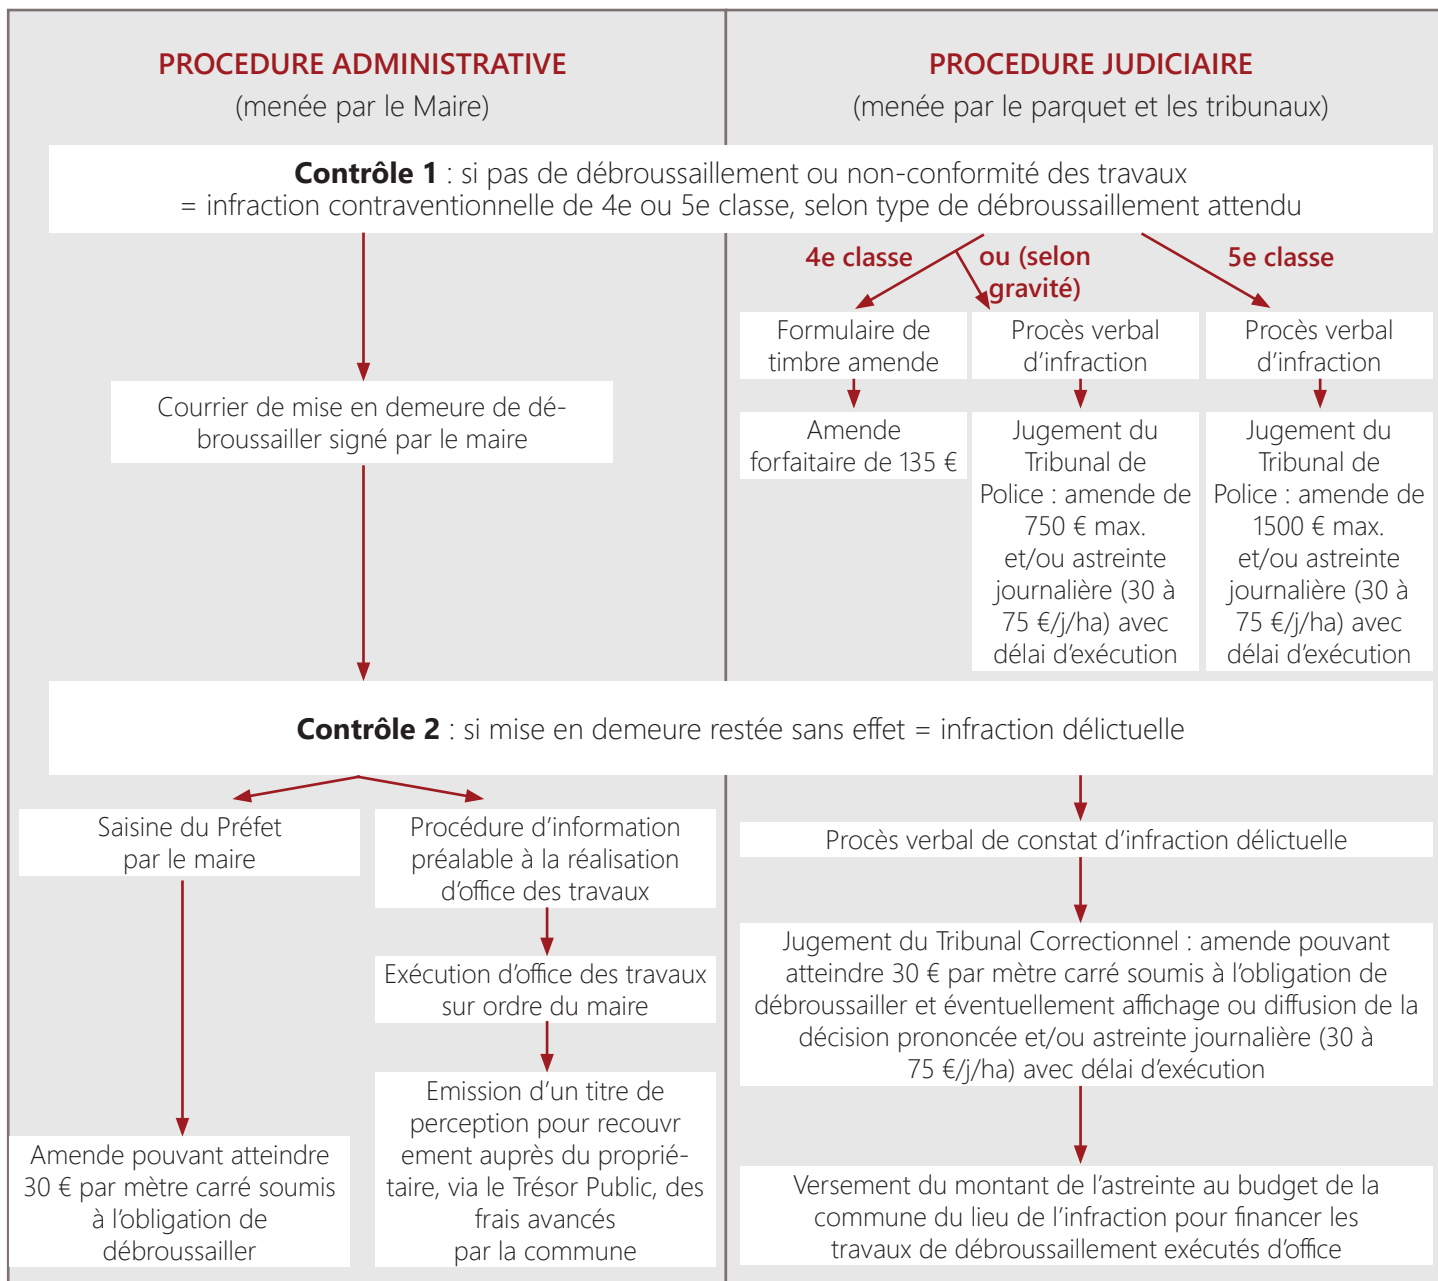 PROCEDURE ADMINISTRATIVE
(menée par le Maire)
PROCEDURE JUDICIAIRE
(menée par le parquet et les tribunaux)
Contrôle 1 : si pas de débroussaillement ou non-conformité des travaux
= infraction contraventionnelle de 4e ou 5e classe, selon type de débroussaillement attendu
4e classe
ou (selon
gravité)
5e classe
Formulaire de
timbre amende
Procès verbal
d’infraction
Procès verbal
d’infraction
Courrier de mise en demeure de dé-
broussailler signé par le maire
Amende
forfaitaire de 135 €
Jugement du
Tribunal de
Police : amende de
750 € max.
et/ou astreinte
journalière (30 à
75 €/j/ha) avec
délai d’exécution
Jugement du
Tribunal de
Police : amende de
1500 € max.
et/ou astreinte
journalière (30 à
75 €/j/ha) avec
délai d’exécution
Contrôle 2 : si mise en demeure restée sans effet = infraction délictuelle
Saisine du Préfet
par le maire
Procédure d’information
préalable à la réalisation
d’office des travaux
Procès verbal de constat d’infraction délictuelle
Exécution d’office des travaux
sur ordre du maire
Jugement du Tribunal Correctionnel : amende pouvant
atteindre 30 € par mètre carré soumis à l’obligation de
débroussailler et éventuellement affichage ou diffusion de la
décision prononcée et/ou astreinte journalière (30 à
75 €/j/ha) avec délai d’exécution
Amende pouvant atteindre
30 € par mètre carré soumis
à l’obligation de
débroussailler
Emission d’un titre de
perception pour recouvr
ement auprès du proprié-
taire, via le Trésor Public, des
frais avancés
par la commune
Versement du montant de l’astreinte au budget de la
commune du lieu de l’infraction pour financer les
travaux de débroussaillement exécutés d’office